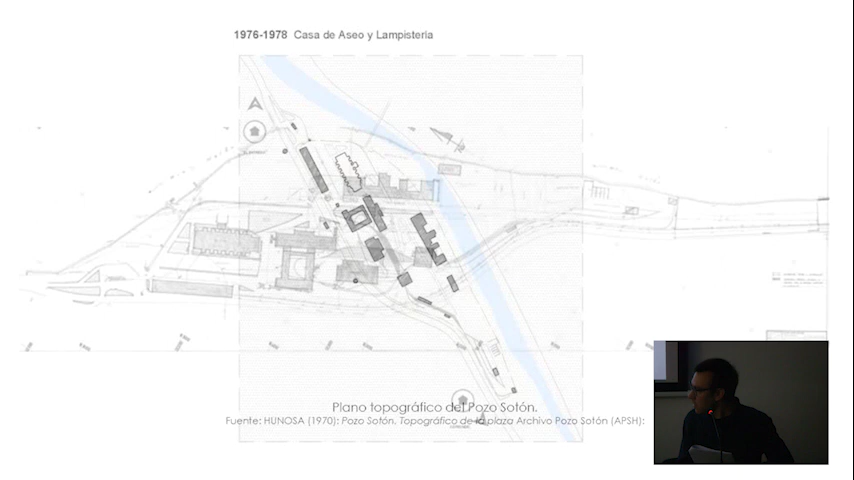 1976-1978 Casa de Aseo y Lampistería
Plano topográfico del Pozo Sotón.
Fuente: HUNOSA (1970): Pozo Sotón. Topográfico de la plaza Archivo Pozo Sotón (APSH):